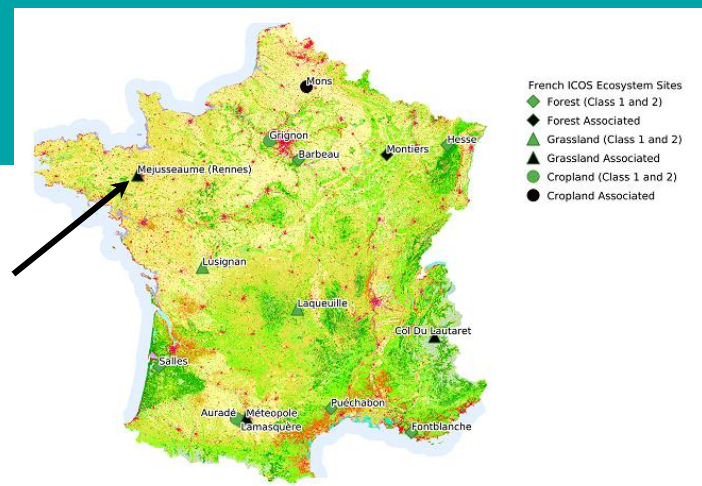 Mons
French ICOS Ecosystem Sites
Forest (Class 1 and 2)
Forest Associated
Grassland (Class 1 and 2)
Grassland Associated
Cropland (Class 1 and 2)
Cropland Associated
Grignon
Barbeau
Montiers
Hesse
Mejusseaume (Rennes)
Lusignan
Laqueuille
Col Du Lautaret
Salles
Puéchabon
Auradé
Météopole
Lamasquère
Fontblanche